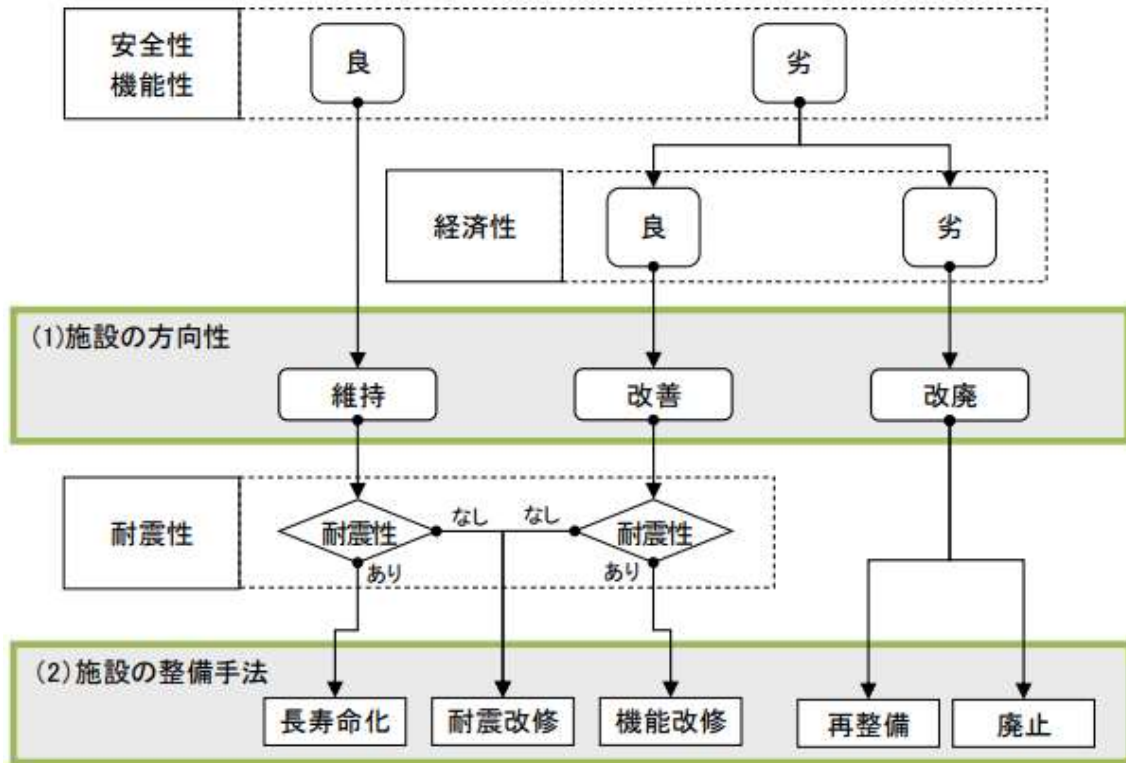 安全性
機能性
良
劣
経済性
良
劣
(1)施設の方向性
維持
改善
改廃
耐震性
耐震性
なし
なし
耐震性
あり
あり
(2)施設の整備手法
長寿命化
耐震改修
機能改修
再整備
廃止